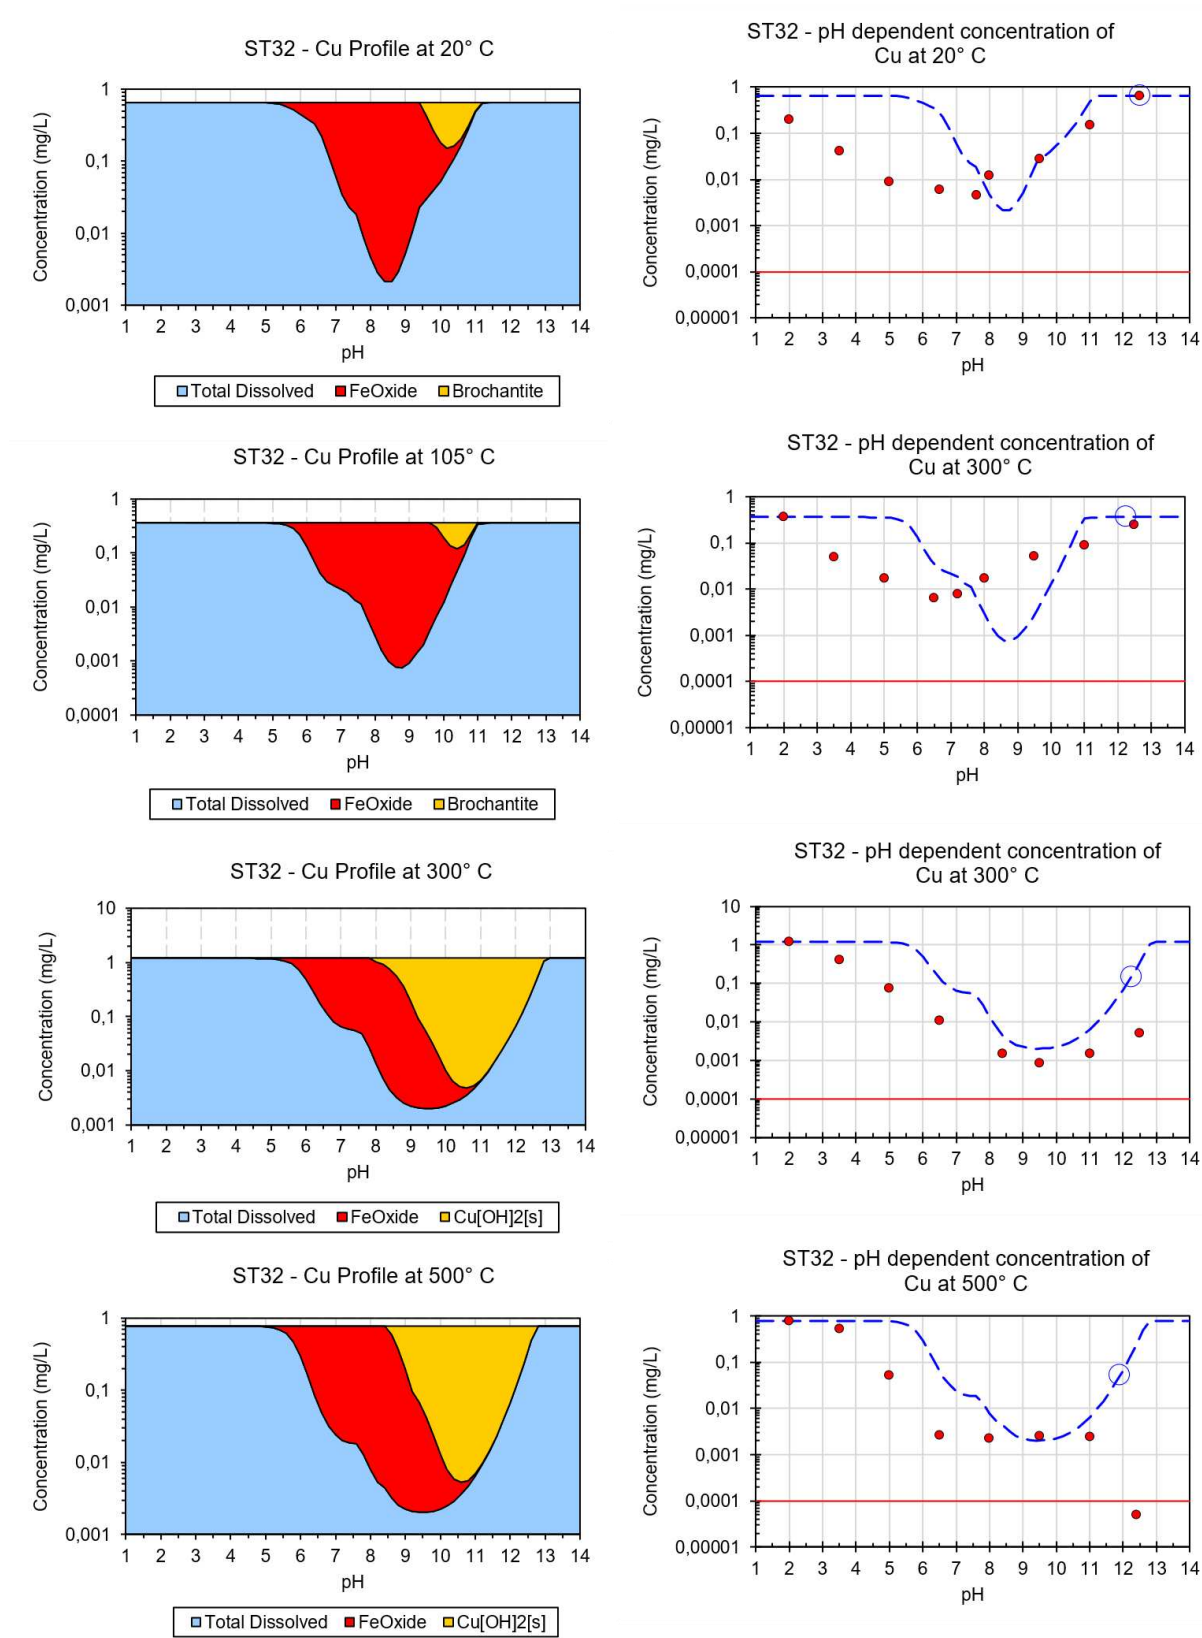 ST32 - Cu Profile at 20° C
Concentration (mg/L)
1
0,1
0,01
0,001
1 2 3 4 5 6 7 8 9 10 11 12 13 14
pH
Total Dissolved FeOxide Brochantite
ST32 - pH dependent concentration of
Cu at 20° C
Concentration (mg/L)
1
0,1
0,01
0,001
0,0001
0,00001
1 2 3 4 5 6 7 8 9 10 11 12 13 14
pH
ST32 - Cu Profile at 105° C
Concentration (mg/L)
1
0,1
0,01
0,001
0,0001
1 2 3 4 5 6 7 8 9 10 11 12 13 14
pH
Total Dissolved FeOxide Brochantite
ST32 - pH dependent concentration of
Cu at 300° C
Concentration (mg/L)
1
0,1
0,01
0,001
0,0001
0,00001
1 2 3 4 5 6 7 8 9 10 11 12 13 14
pH
ST32 - Cu Profile at 300° C
Concentration (mg/L)
10
1
0,1
0,01
0,001
1 2 3 4 5 6 7 8 9 10 11 12 13 14
pH
Total Dissolved FeOxide Cu[OH]2[s]
ST32 - pH dependent concentration of
Cu at 300° C
Concentration (mg/L)
10
1
0,1
0,01
0,001
0,0001
0,00001
1 2 3 4 5 6 7 8 9 10 11 12 13 14
pH
ST32 - Cu Profile at 500° C
Concentration (mg/L)
1
0,1
0,01
0,001
1 2 3 4 5 6 7 8 9 10 11 12 13 14
pH
Total Dissolved FeOxide Cu[OH]2[s]
ST32 - pH dependent concentration of
Cu at 500° C
Concentration (mg/L)
1
0,1
0,01
0,001
0,0001
0,00001
1 2 3 4 5 6 7 8 9 10 11 12 13 14
pH